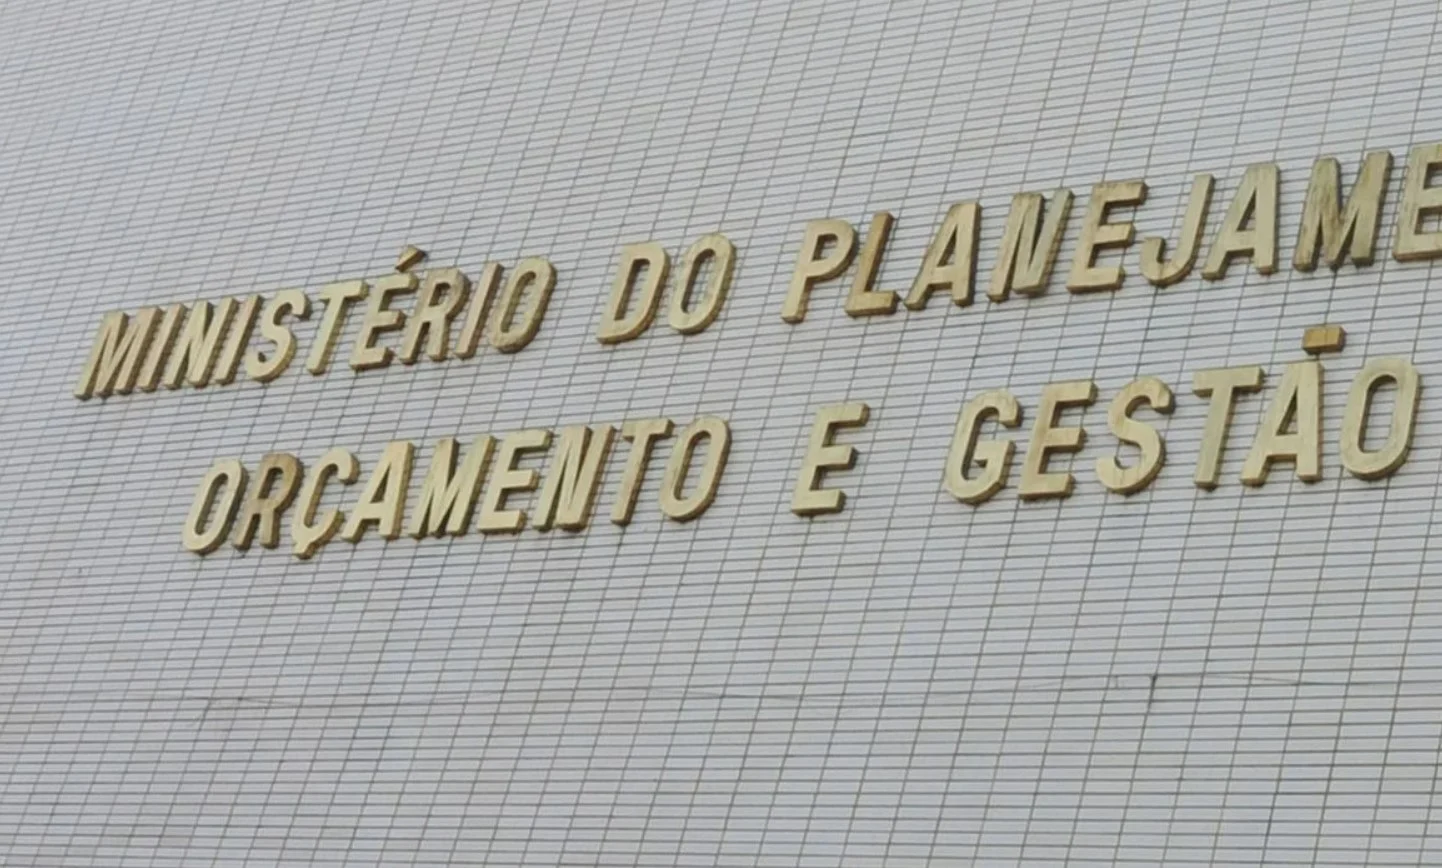 MINISTÉRIO DO PLANEJAME
ORÇAMENTO E GESTÃO